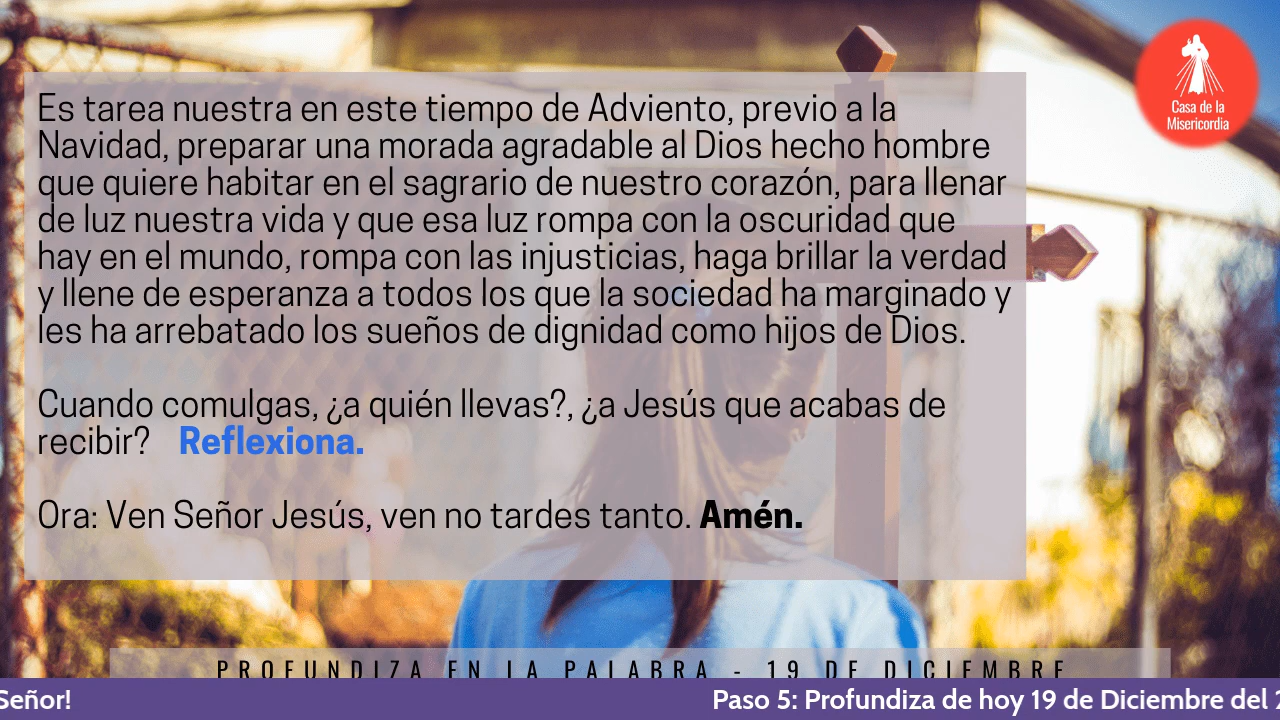 Es tarea nuestra en este tiempo de Adviento, previo a la
Navidad, preparar una morada agradable al Dios hecho hombre
que quiere habitar en el sagrario de nuestro corazón, para llenar
de luz nuestra vida y que esa luz rompa con la oscuridad que
hay en el mundo, rompa con las injusticias, haga brillar la verdad
y llene de esperanza a todos los que la sociedad ha marginado y
les ha arrebatado los sueños de dignidad como hijos de Dios.
Cuando comulgas, ¿a quién llevas?, ¿a Jesús que acabas de
recibir? Reflexiona.
Ora: Ven Señor Jesús, ven no tardes tanto. Amén.
Casa de la
Misericordia
PROFUNDIZA EN LA PALABRA - 19 DE DICIEMBRE
Señor! Paso 5: Profundiza de hoy 19 de Diciembre del